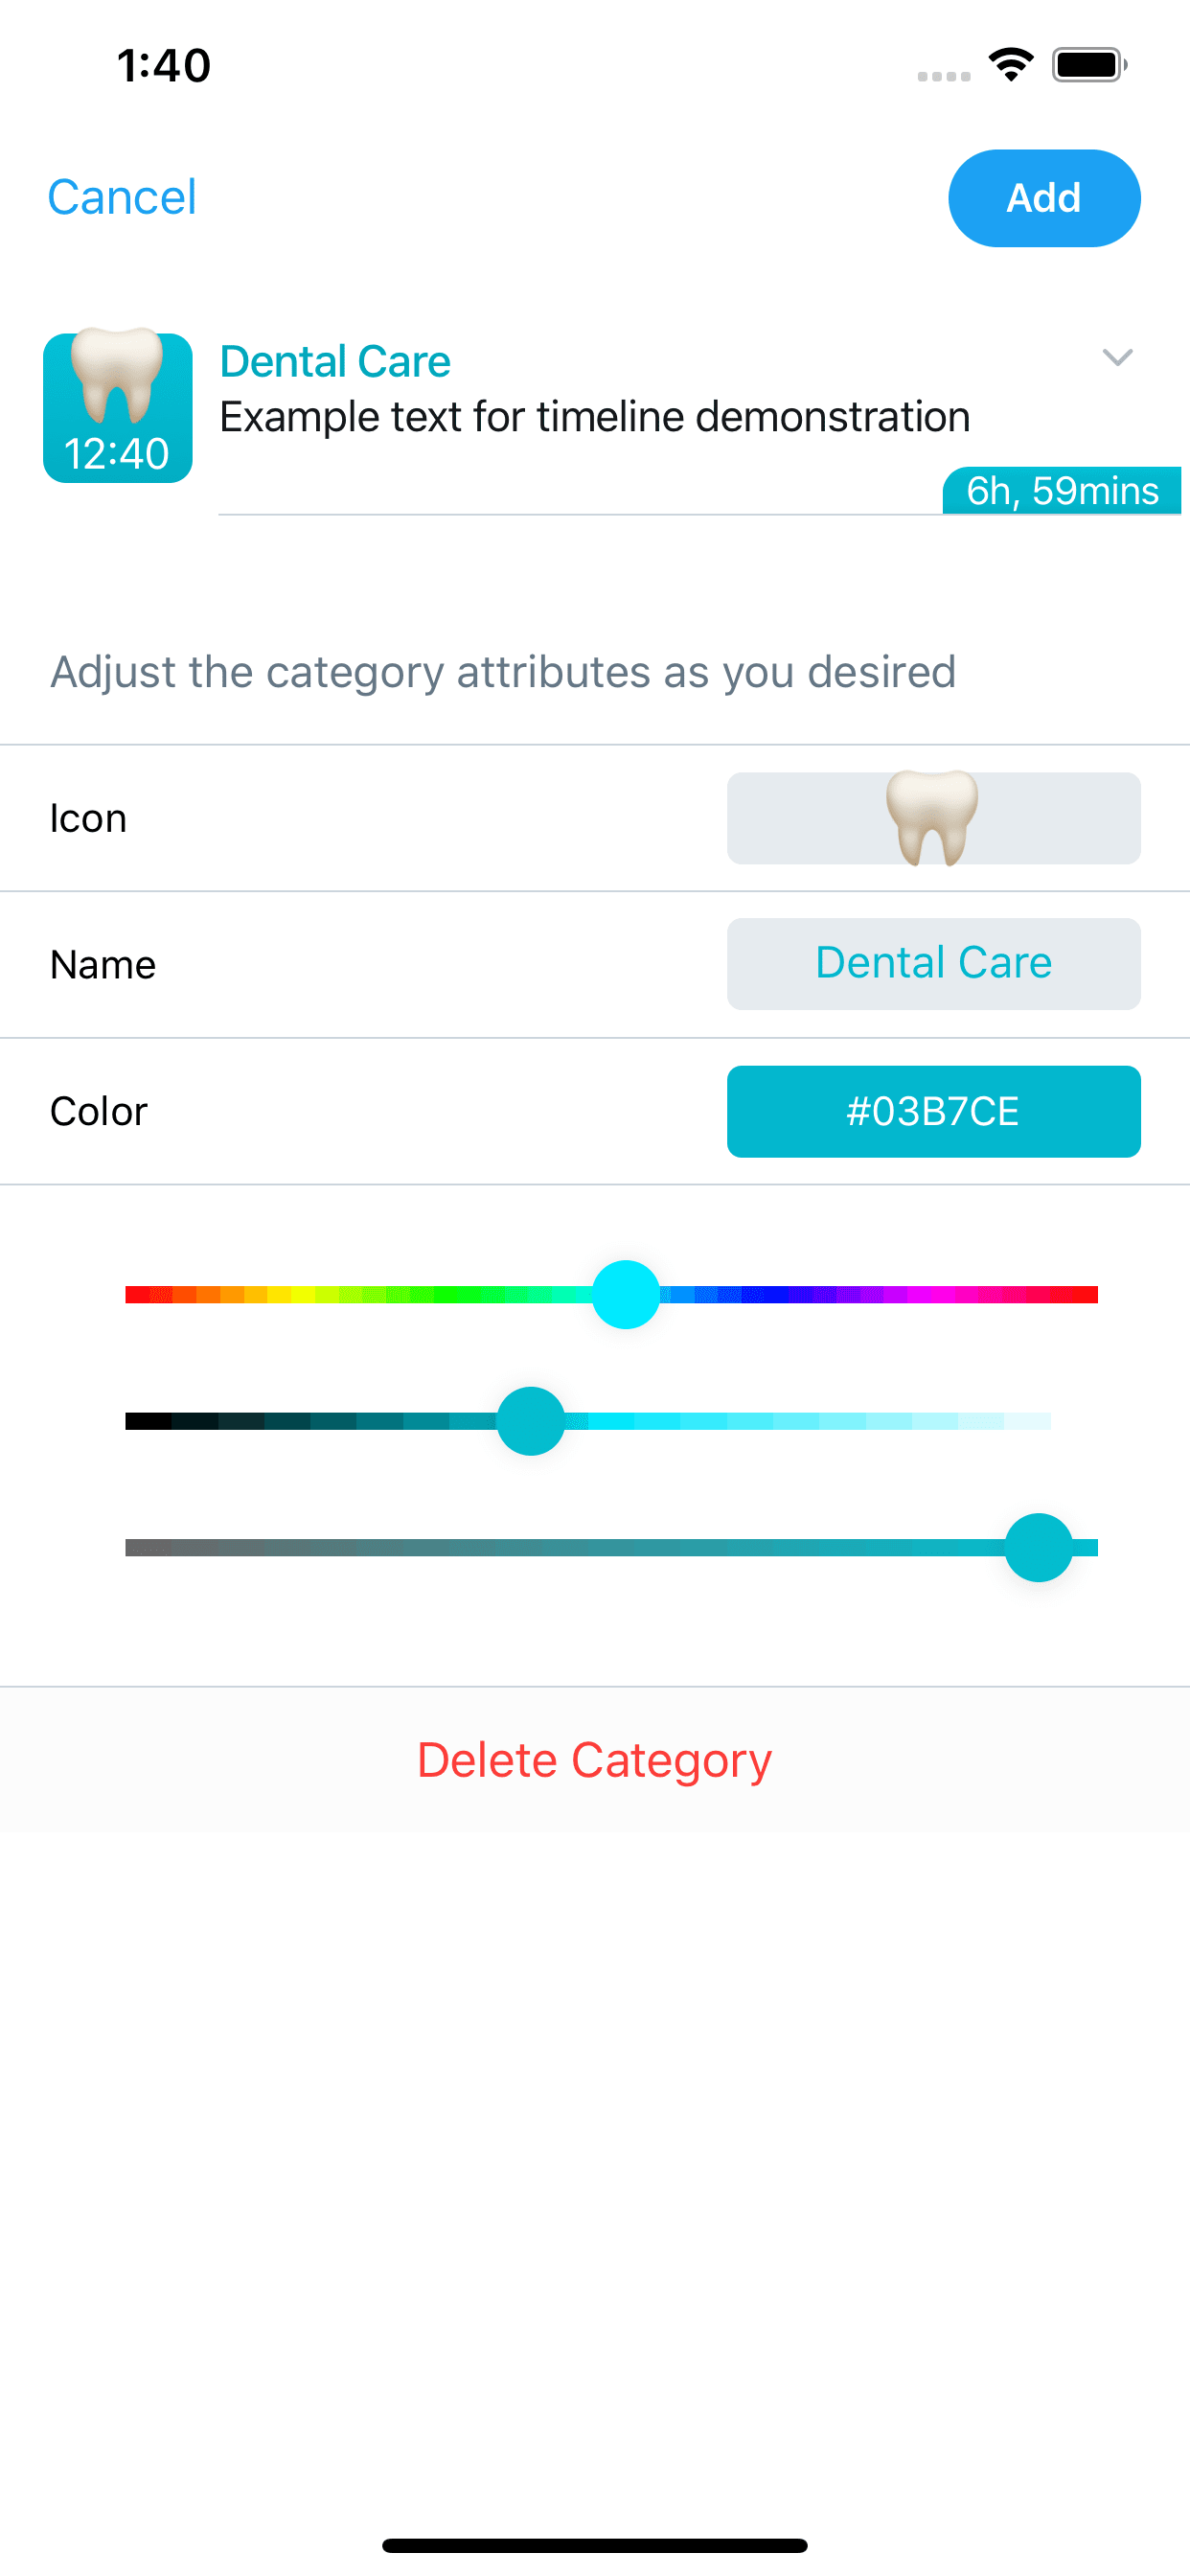 1:40
Cancel
Add
Dental Care
Example text for timeline demonstration
12:40
6h, 59mins
Adjust the category attributes as you desired
Icon
Name
Dental Care
Color
#03B7CE
Delete Category